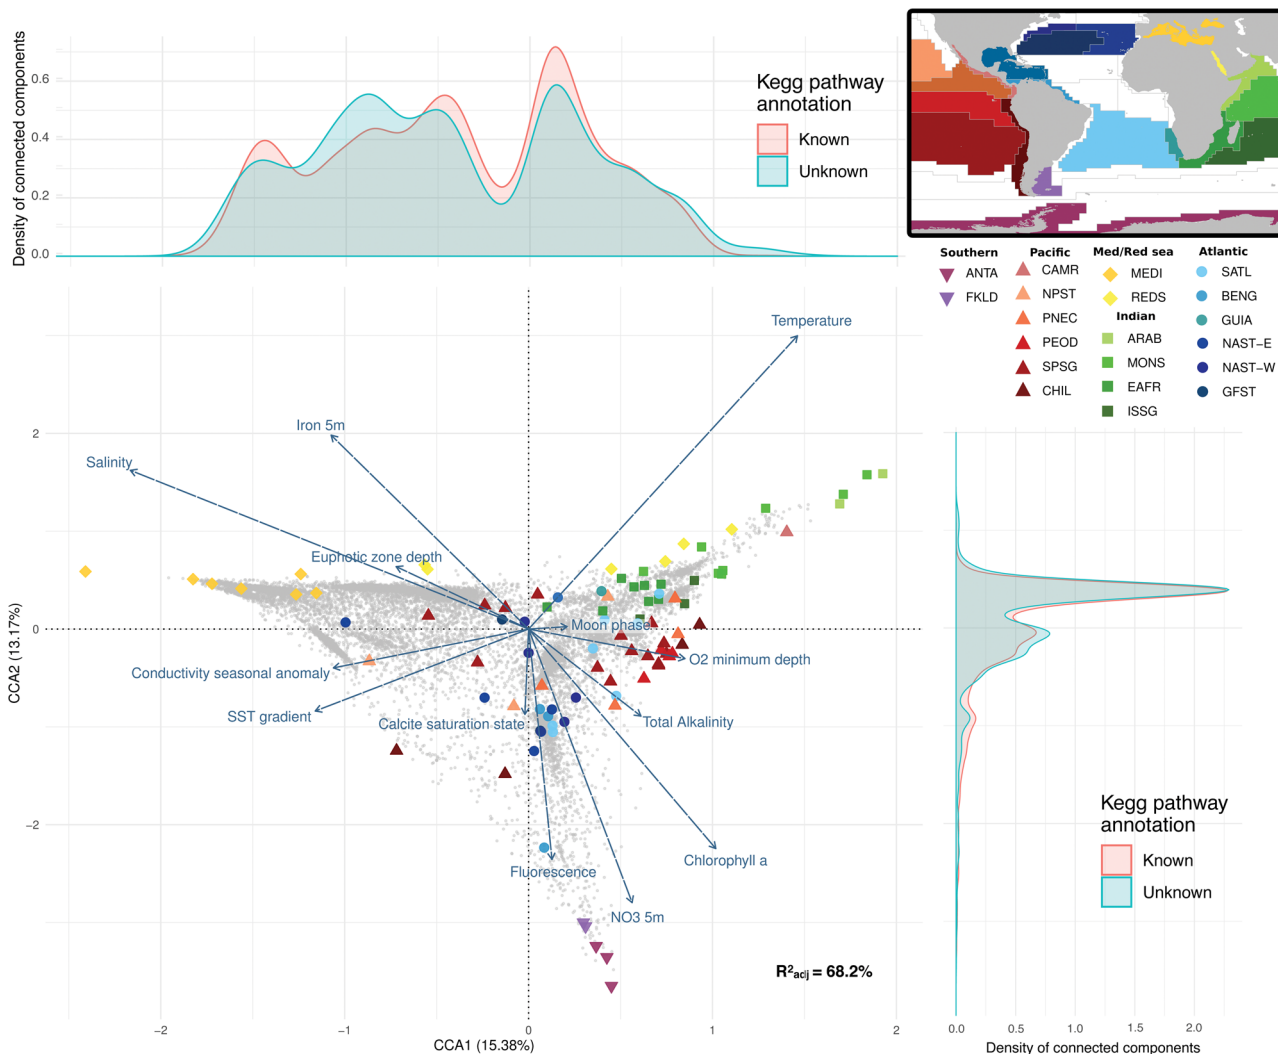 Density of connected components
0.6
0.4
0.2
0.0
Kegg pathway
annotation
Known
Unknown
Southern
ANTA
FKLD
Pacific
CAMR
NPST
PNEC
PEOD
SPSG
CHIL
Med/Red sea
MEDI
REDS
Indian
ARAB
MONS
EAFR
ISSG
Atlantic
SATL
BENG
GUIA
NAST-E
NAST-W
GFST
CCA2 (13.17%)
2
0
−2
Temperature
Iron 5m
Salinity
Euphotic zone depth
Moon phase
O2 minimum depth
Conductivity seasonal anomaly
SST gradient
Calcite saturation state
Total Alkalinity
Chlorophyll a
Fluorescence
NO3 5m
R²adj = 68.2%
−2
−1
0
1
2
CCA1 (15.38%)
Kegg pathway
annotation
Known
Unknown
0.0
0.5
1.0
1.5
2.0
Density of connected components